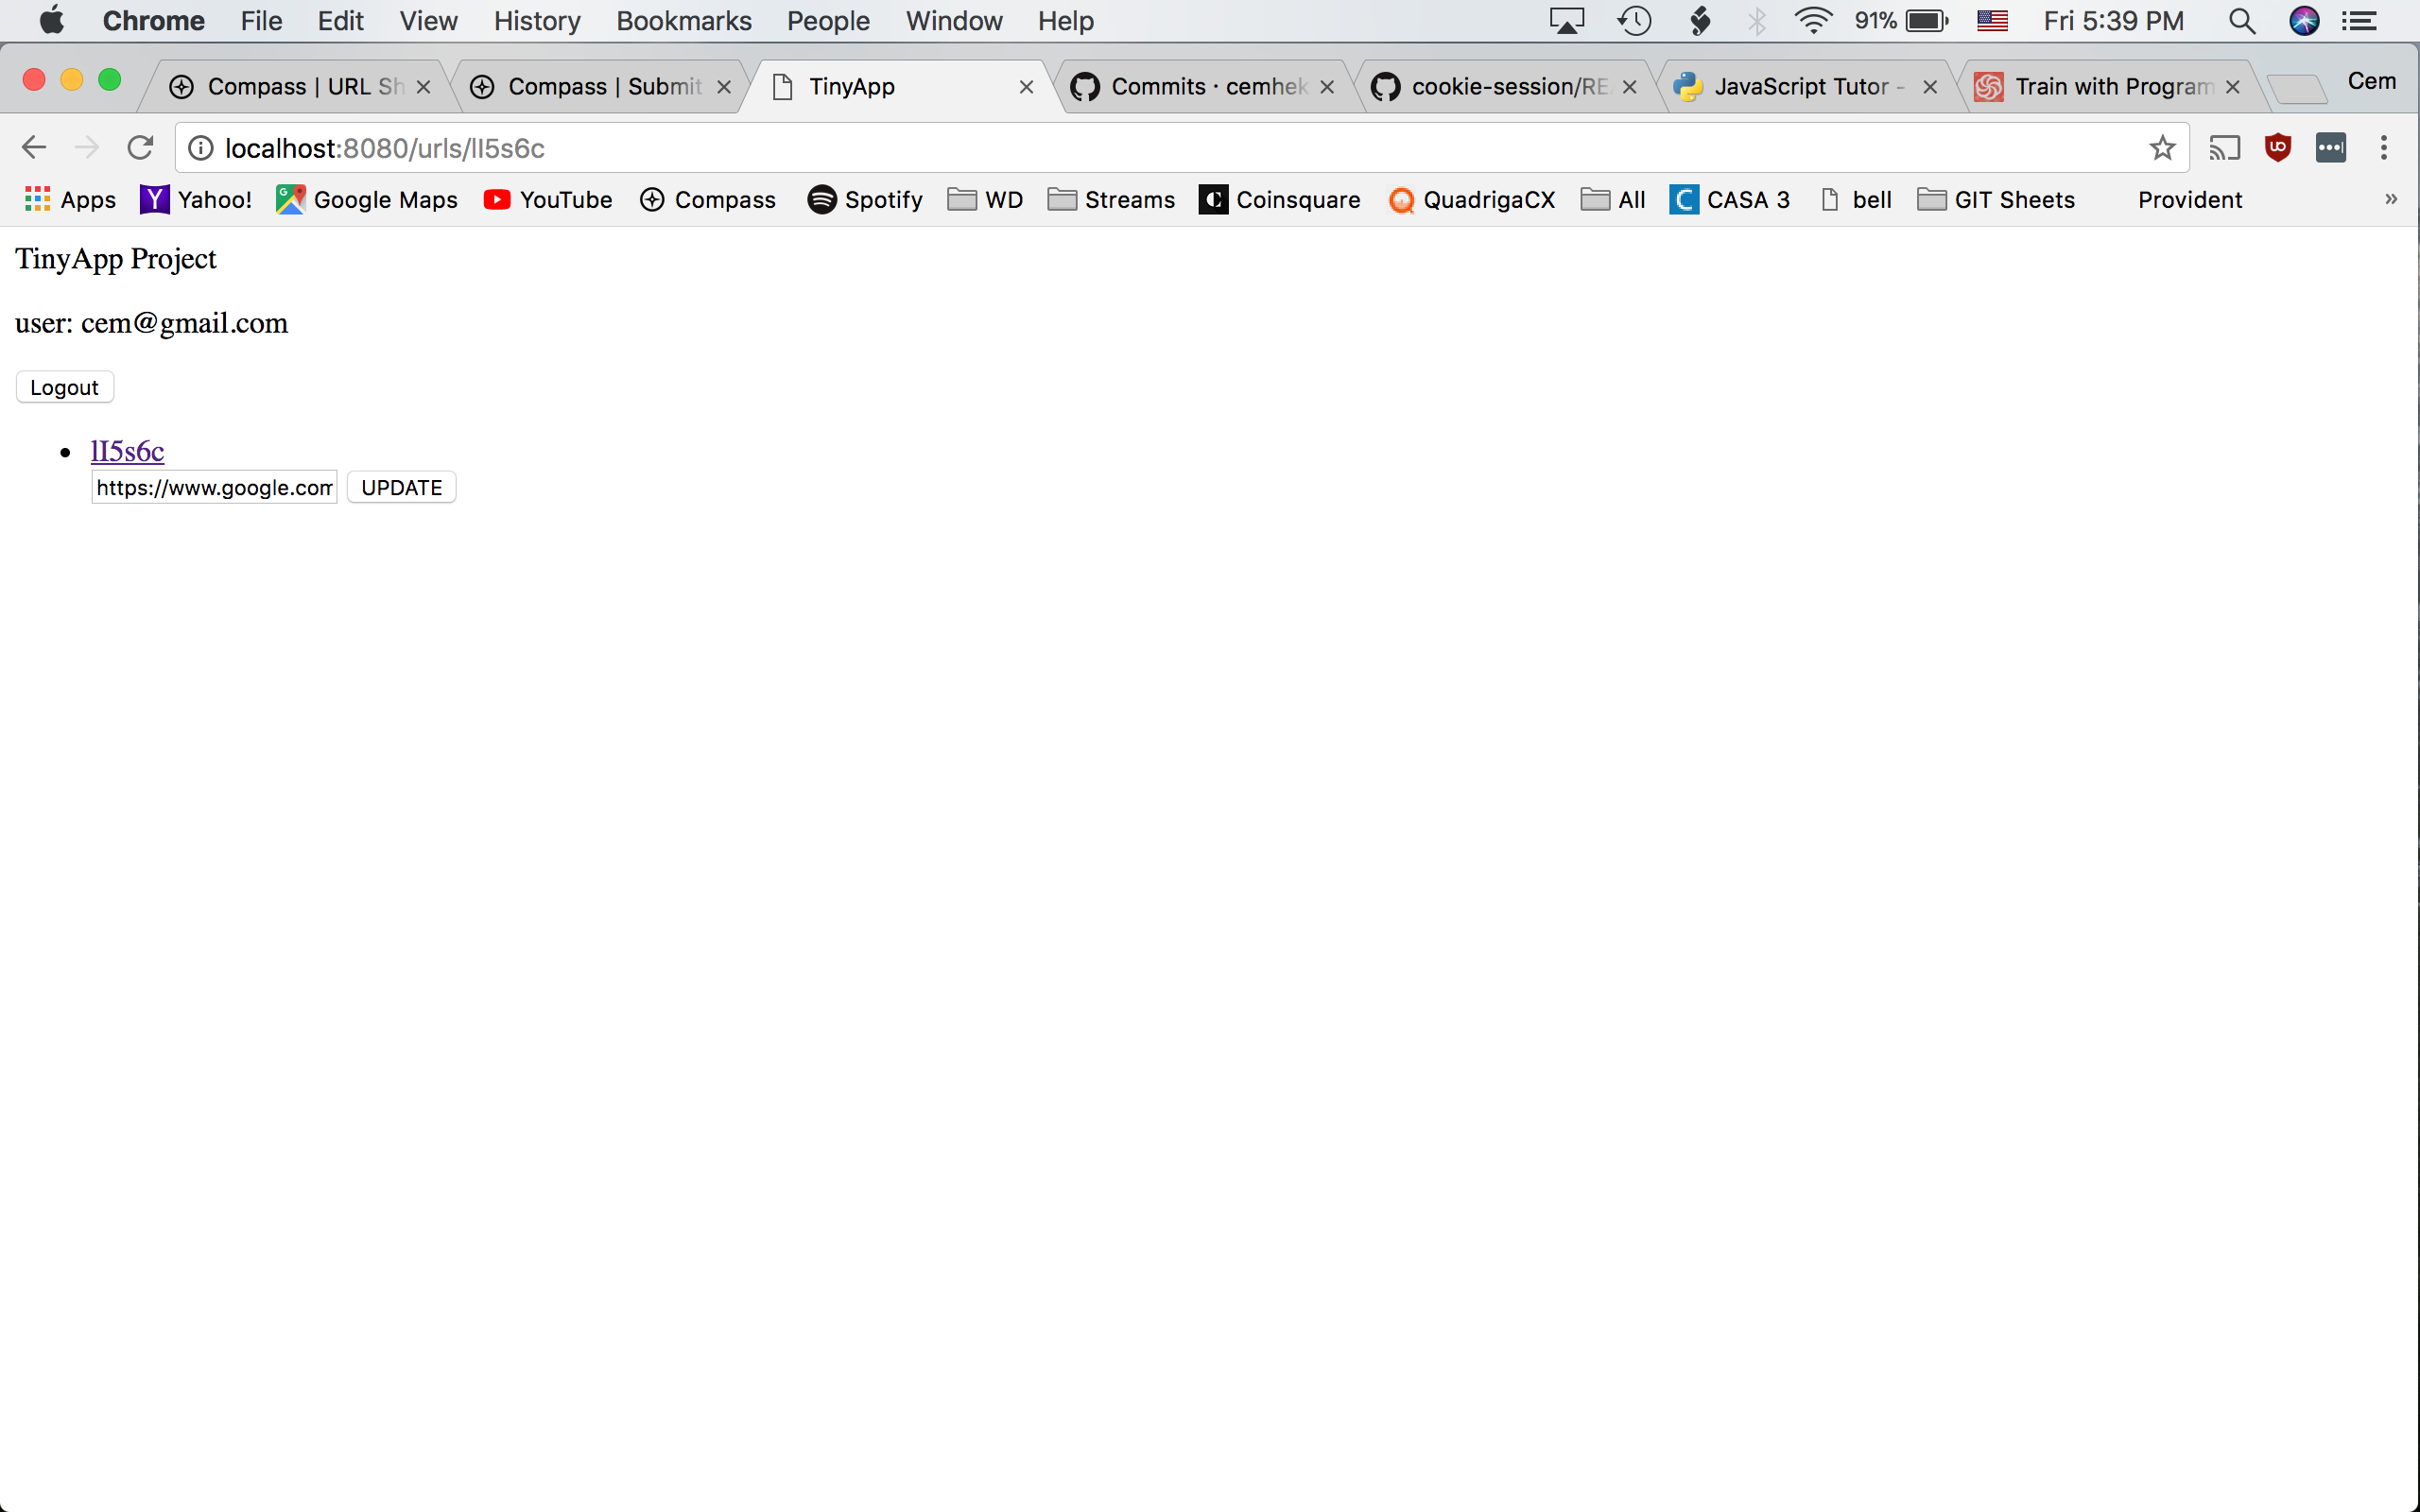 Chrome File Edit View History Bookmarks People Window Help 91% Fri 5:39 PM
Compass | URL Sh Compass | Submit TinyApp Commits · cemhek cookie-session/RE JavaScript Tutor - Train with Program Cem
localhost:8080/urls/lI5s6c
Apps Yahoo! Google Maps YouTube Compass Spotify WD Streams Coinsquare QuadrigaCX All CASA 3 bell GIT Sheets Provident »
TinyApp Project
user: cem@gmail.com
Logout
lI5s6c
https://www.google.com UPDATE